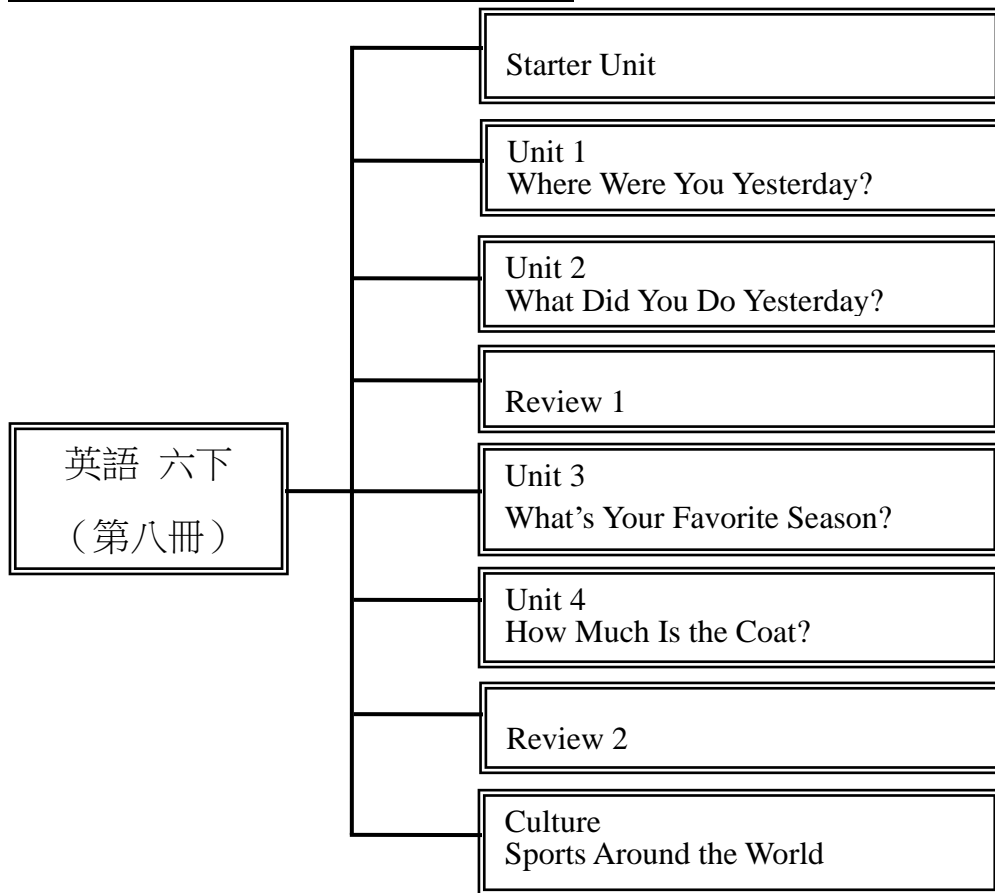 Starter Unit
Unit 1
Where Were You Yesterday?
Unit 2
What Did You Do Yesterday?
Review 1
英語 六下
（第八冊）
Unit 3
What’s Your Favorite Season?
Unit 4
How Much Is the Coat?
Review 2
Culture
Sports Around the World